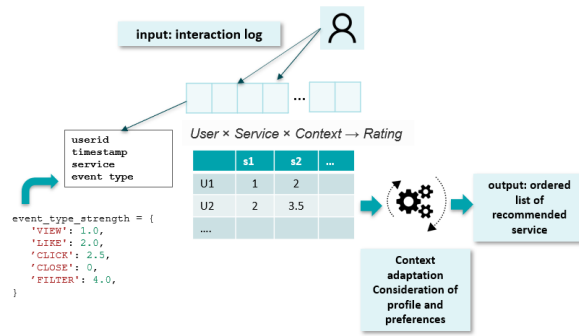 input: interaction log
...
userid
timestamp
service
event type
User × Service × Context → Rating
s1 s2 ...
U1 1 2
U2 2 3.5
....
event_type_strength = {
'VIEW': 1.0,
'LIKE': 2.0,
'CLICK': 2.5,
'CLOSE': 0,
'FILTER': 4.0,
}
output: ordered
list of
recommended
service
Context
adaptation
Consideration of
profile and
preferences